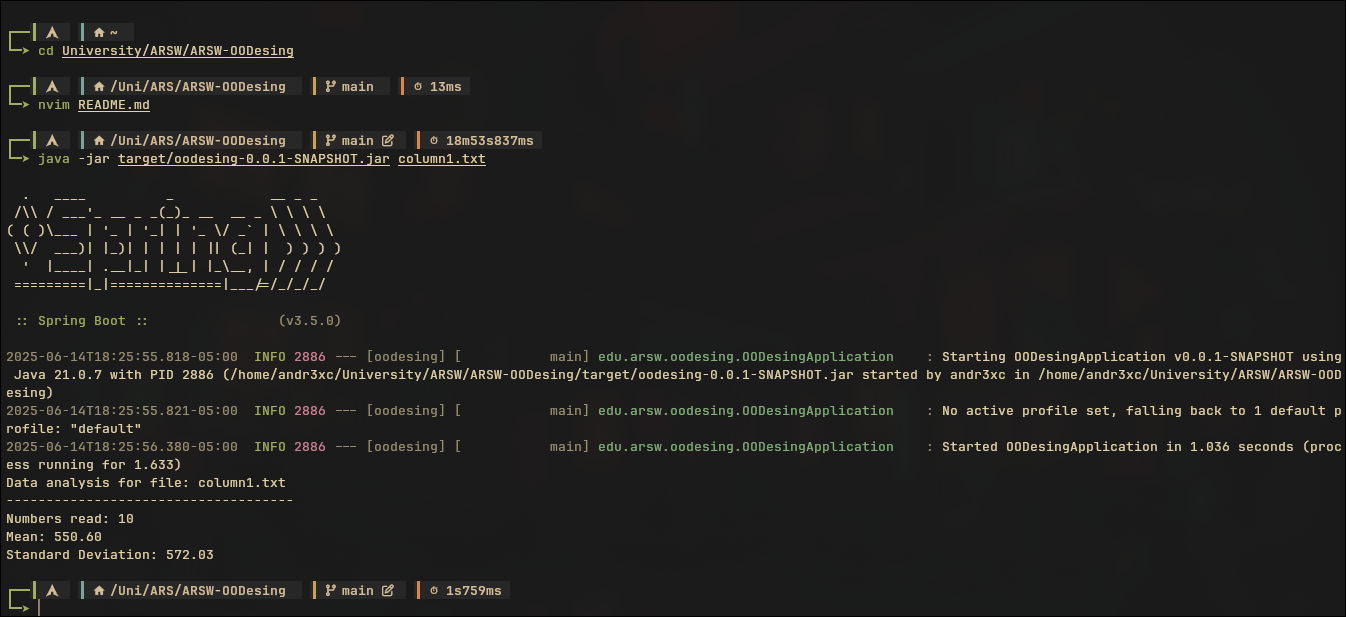 ~
cd University/ARSW/ARSW-OODesing
/Uni/ARS/ARSW-OODesing main 13ms
nvim README.md
/Uni/ARS/ARSW-OODesing main 18m53s837ms
java -jar target/oodesing-0.0.1-SNAPSHOT.jar column1.txt
  .   ____          _            __ _ _
 /\\ / ___'_ __ _ _(_)_ __  __ _ \ \ \ \
( ( )\___ | '_ | '_| | '_ \/ _` | \ \ \ \
 \\/  ___)| |_)| | | | | || (_| |  ) ) ) )
  '  |____| .__|_| |_|_| |_\__, | / / / /
 =========|_|==============|___/=/_/_/_/
:: Spring Boot ::                (v3.5.0)
2025-06-14T18:25:55.818-05:00  INFO 2886 --- [oodesing] [           main] edu.arsw.oodesing.OODesingApplication    : Starting OODesingApplication v0.0.1-SNAPSHOT using
 Java 21.0.7 with PID 2886 (/home/andr3xc/University/ARSW/ARSW-OODesing/target/oodesing-0.0.1-SNAPSHOT.jar started by andr3xc in /home/andr3xc/University/ARSW/ARSW-OOD
esing)
2025-06-14T18:25:55.821-05:00  INFO 2886 --- [oodesing] [           main] edu.arsw.oodesing.OODesingApplication    : No active profile set, falling back to 1 default p
rofile: "default"
2025-06-14T18:25:56.380-05:00  INFO 2886 --- [oodesing] [           main] edu.arsw.oodesing.OODesingApplication    : Started OODesingApplication in 1.036 seconds (proc
ess running for 1.633)
Data analysis for file: column1.txt
------------------------------------
Numbers read: 10
Mean: 550.60
Standard Deviation: 572.03
/Uni/ARS/ARSW-OODesing main 1s759ms